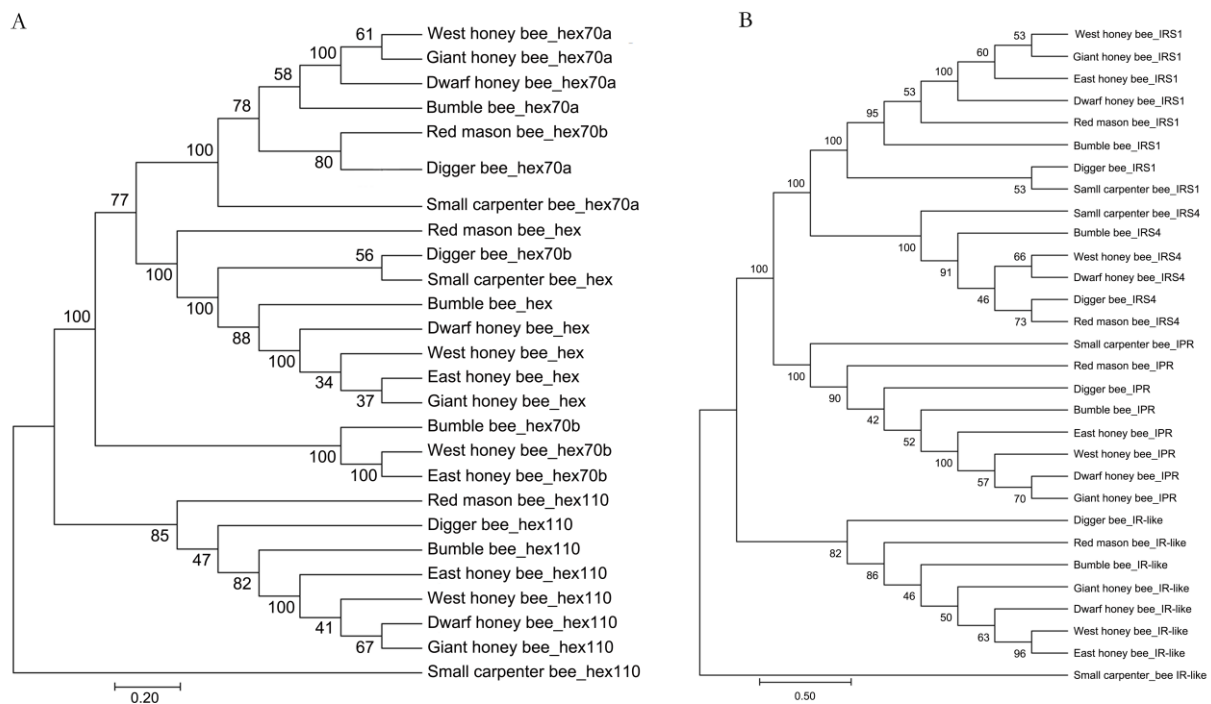 A
61
West honey bee_hex70a
100
Giant honey bee_hex70a
58
Dwarf honey bee_hex70a
78
Bumble bee_hex70a
Red mason bee_hex70b
100
80
Digger bee_hex70a
77
Small carpenter bee_hex70a
Red mason bee_hex
100
56
Digger bee_hex70b
Small carpenter bee_hex
100
Bumble bee_hex
100
88
Dwarf honey bee_hex
100
West honey bee_hex
34
East honey bee_hex
37
Giant honey bee_hex
Bumble bee_hex70b
100
West honey bee_hex70b
100
East honey bee_hex70b
Red mason bee_hex110
85
Digger bee_hex110
47
Bumble bee_hex110
82
East honey bee_hex110
100
West honey bee_hex110
41
Dwarf honey bee_hex110
67
Giant honey bee_hex110
Small carpenter bee_hex110
0.20
B
53
West honey bee_IRS1
60
Giant honey bee_IRS1
100
East honey bee_IRS1
53
Dwarf honey bee_IRS1
95
Red mason bee_IRS1
100
Bumble bee_IRS1
Digger bee_IRS1
100
53
Samll carpenter bee_IRS1
Samll carpenter bee_IRS4
100
Bumble bee_IRS4
91
66
West honey bee_IRS4
100
Dwarf honey bee_IRS4
46
Digger bee_IRS4
73
Red mason bee_IRS4
Small carpenter bee_IPR
100
Red mason bee_IPR
90
Digger bee_IPR
42
Bumble bee_IPR
52
East honey bee_IPR
100
West honey bee_IPR
57
Dwarf honey bee_IPR
70
Giant honey bee_IPR
Digger bee_IR-like
82
Red mason bee_IR-like
86
Bumble bee_IR-like
46
Giant honey bee_IR-like
50
Dwarf honey bee_IR-like
63
West honey bee_IR-like
96
East honey bee_IR-like
Small carpenter_bee IR-like
0.50